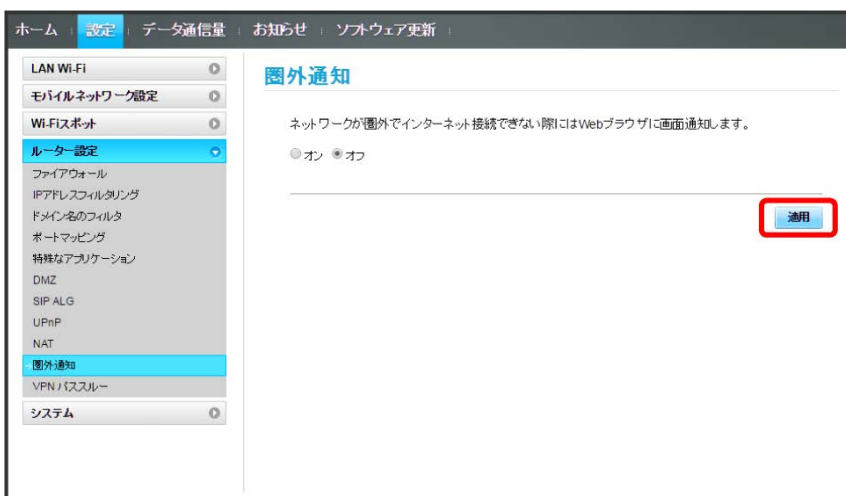 ホーム 設定 データ通信量 お知らせ ソフトウェア更新
LAN Wi-Fi
モバイルネットワーク設定
Wi-Fiスポット
ルーター設定
ファイアウォール
IPアドレスフィルタリング
ドメイン名のフィルタ
ポートマッピング
特殊なアプリケーション
DMZ
SIP ALG
UPnP
NAT
圏外通知
VPN パススルー
システム
圏外通知
ネットワークが圏外でインターネット接続できない際にはWebブラウザに画面通知します。
オン オフ
適用